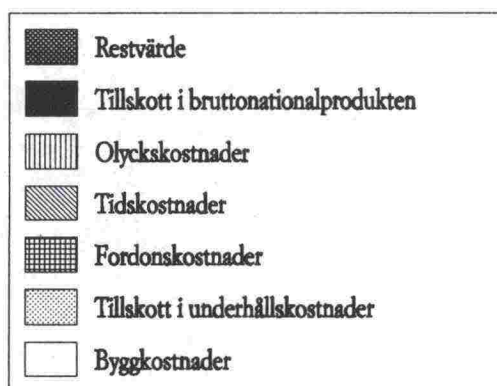 Restvärde
Tillskott i bruttonationalprodukten
Olyckskostnader
Tidskostnader
Fordonskostnader
Tillskott i underhållskostnader
Byggkostnader